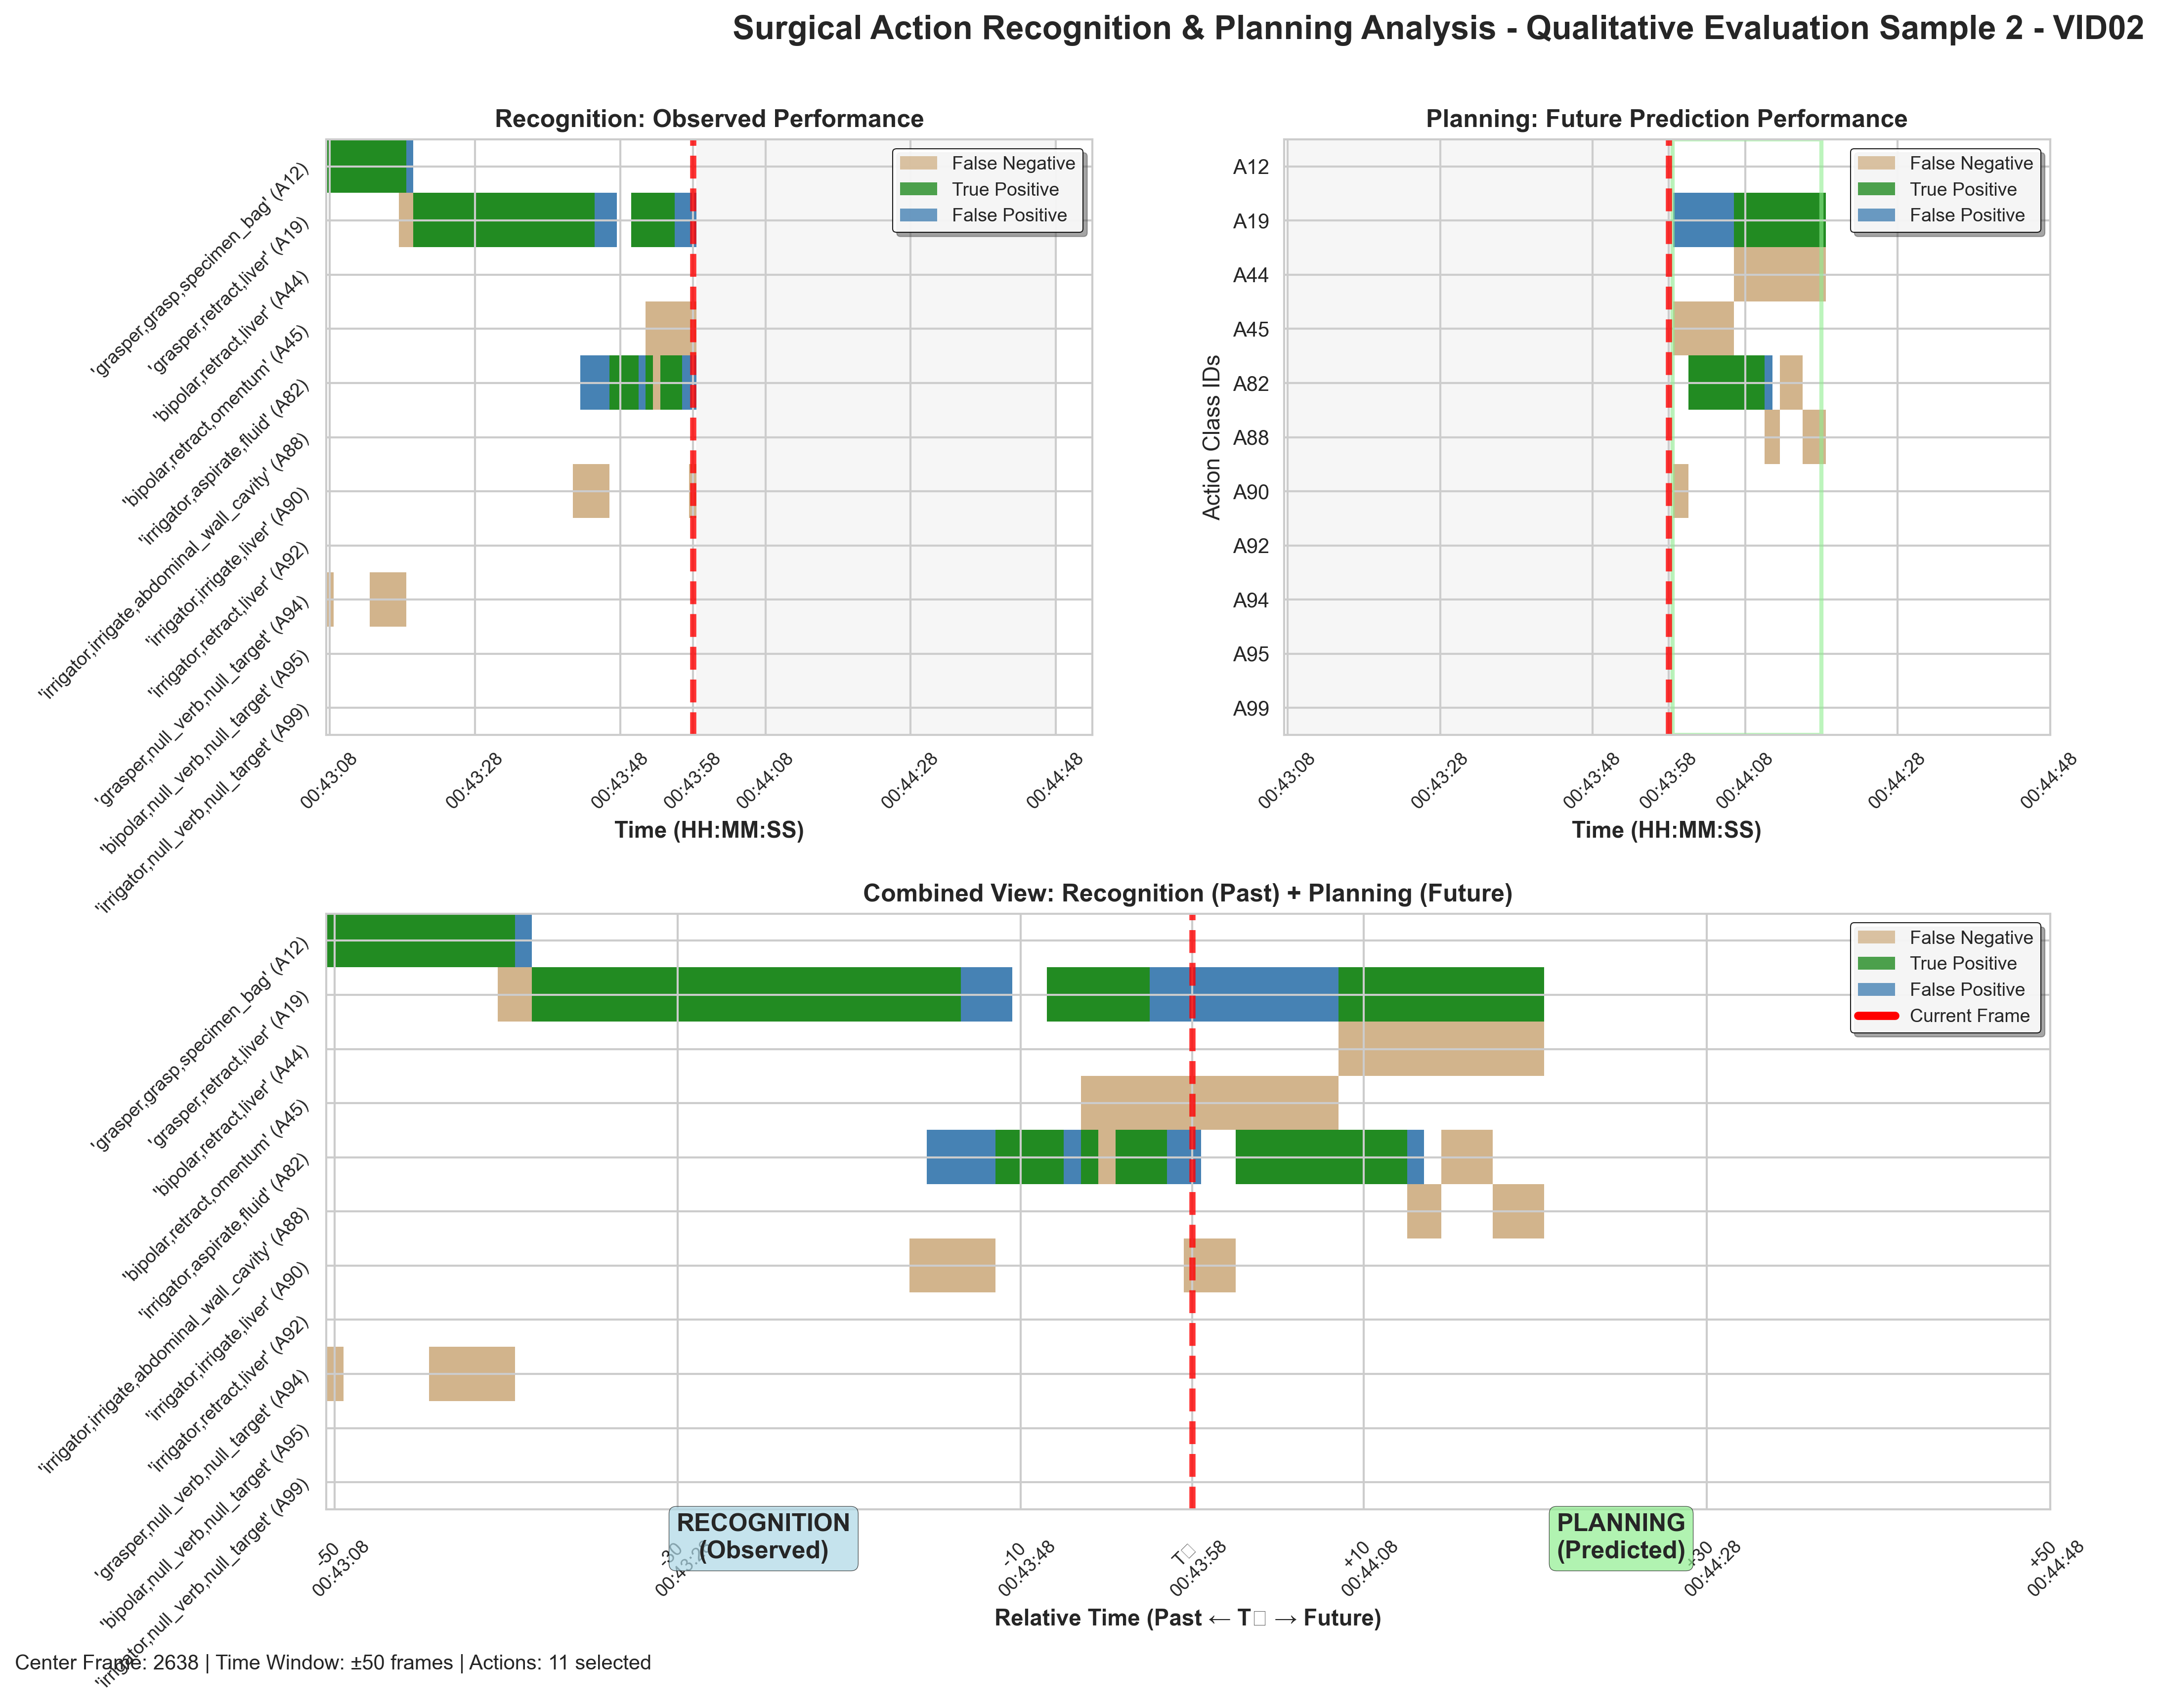 Surgical Action Recognition & Planning Analysis - Qualitative Evaluation Sample 2 - VID02
Recognition: Observed Performance
False Negative
True Positive
False Positive
'grasper,grasp,specimen_bag' (A12)
'grasper,retract,liver' (A19)
'bipolar,retract,liver' (A44)
'bipolar,retract,omentum' (A45)
'irrigator,aspirate,fluid' (A82)
'irrigator,irrigate,abdominal_wall_cavity' (A88)
'irrigator,irrigate,liver' (A90)
'irrigator,retract,liver' (A92)
'grasper,null_verb,null_target' (A94)
'bipolar,null_verb,null_target' (A95)
'irrigator,null_verb,null_target' (A99)
00:43:08
00:43:28
00:43:48
00:43:58
00:44:08
00:44:28
00:44:48
Time (HH:MM:SS)
Planning: Future Prediction Performance
False Negative
True Positive
False Positive
Action Class IDs
A12
A19
A44
A45
A82
A88
A90
A92
A94
A95
A99
00:43:08
00:43:28
00:43:48
00:43:58
00:44:08
00:44:28
00:44:48
Time (HH:MM:SS)
Combined View: Recognition (Past) + Planning (Future)
False Negative
True Positive
False Positive
Current Frame
'grasper,grasp,specimen_bag' (A12)
'grasper,retract,liver' (A19)
'bipolar,retract,liver' (A44)
'bipolar,retract,omentum' (A45)
'irrigator,aspirate,fluid' (A82)
'irrigator,irrigate,abdominal_wall_cavity' (A88)
'irrigator,irrigate,liver' (A90)
'irrigator,retract,liver' (A92)
'grasper,null_verb,null_target' (A94)
'bipolar,null_verb,null_target' (A95)
'irrigator,null_verb,null_target' (A99)
RECOGNITION
(Observed)
PLANNING
(Predicted)
-50
00:43:08
-30
00:43:28
-10
00:43:48
T□
00:43:58
+10
00:44:08
+30
00:44:28
+50
00:44:48
Relative Time (Past ← T□ → Future)
Center Frame: 2638 | Time Window: ±50 frames | Actions: 11 selected